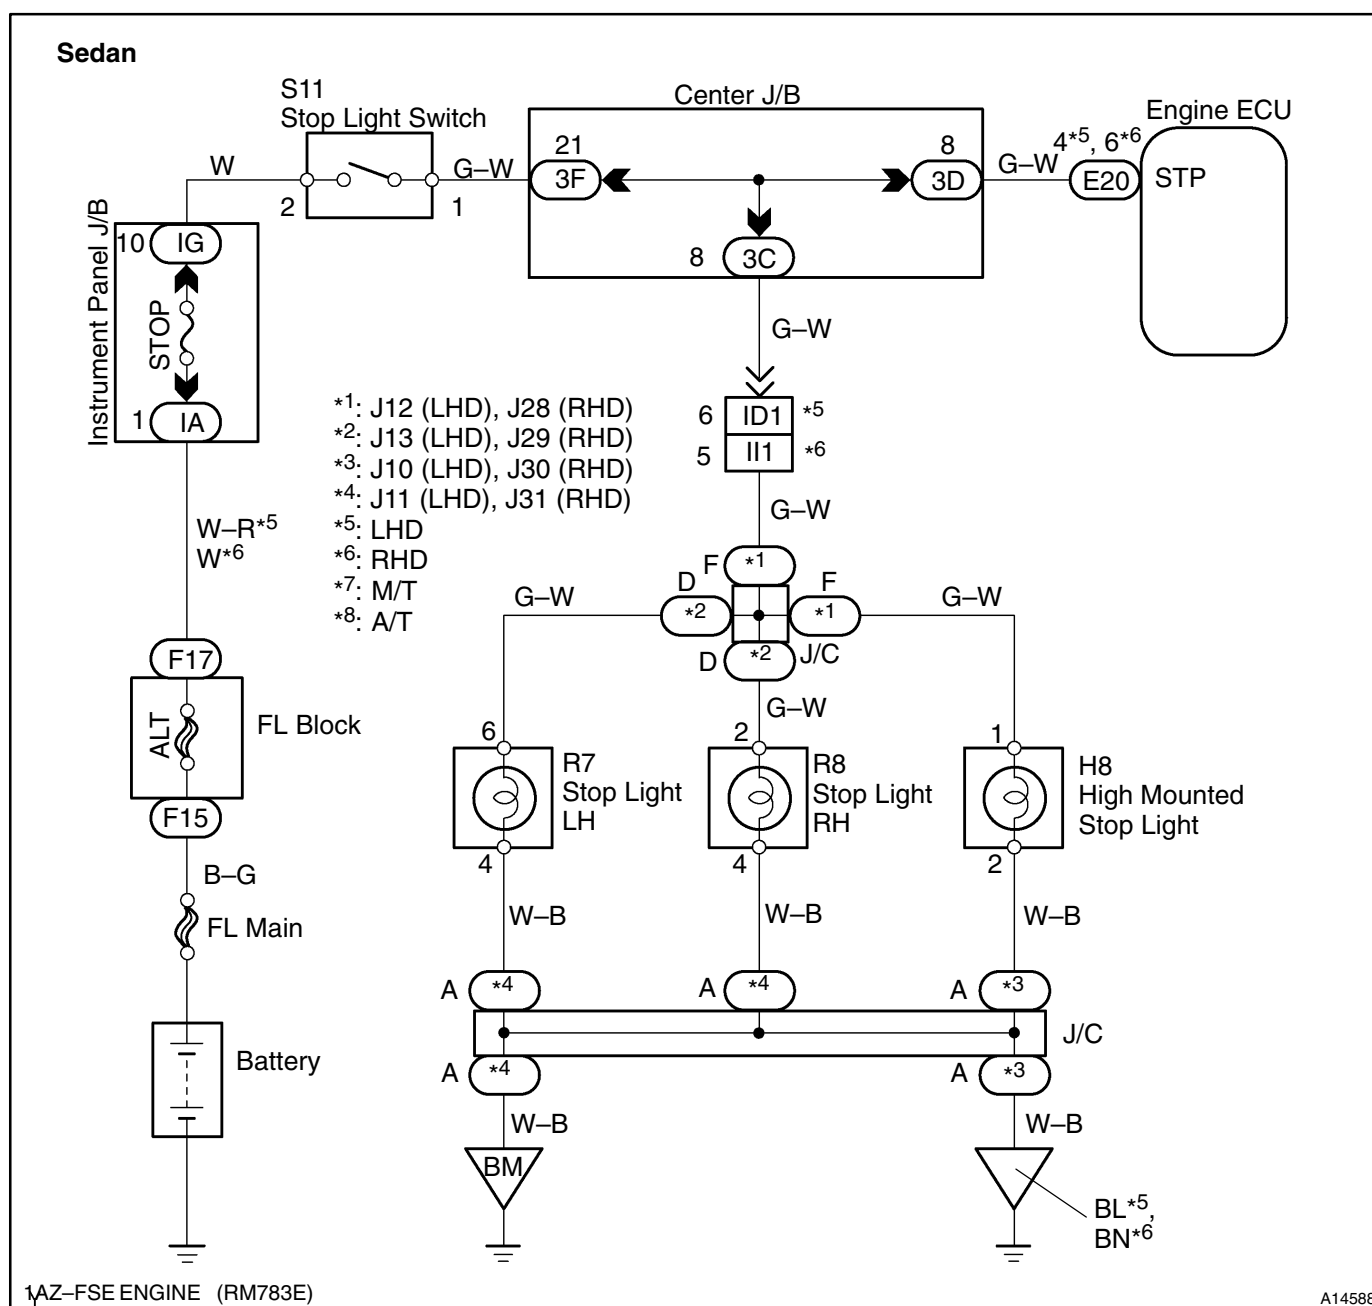 Sedan
S11
Stop Light Switch
Center J/B
Engine ECU
W
2
1
G–W
21
3F
8
3D
G–W
4*5, 6*6
E20
STP
8
3C
Instrument Panel J/B
10
IG
STOP
1
IA
G–W
*1: J12 (LHD), J28 (RHD)
*2: J13 (LHD), J29 (RHD)
*3: J10 (LHD), J30 (RHD)
*4: J11 (LHD), J31 (RHD)
*5: LHD
*6: RHD
*7: M/T
*8: A/T
6
ID1
*5
5
II1
*6
W–R*5
W*6
G–W
F
*1
D
*2
F
*1
D
*2
J/C
G–W
G–W
G–W
F17
ALT
FL Block
F15
B–G
FL Main
Battery
6
R7
Stop Light
LH
4
2
R8
Stop Light
RH
4
1
H8
High Mounted
Stop Light
2
W–B
W–B
W–B
A
*4
A
*4
A
*3
J/C
A
*4
A
*3
W–B
W–B
BM
BL*5,
BN*6
1AZ–FSE ENGINE (RM783E)
A14585